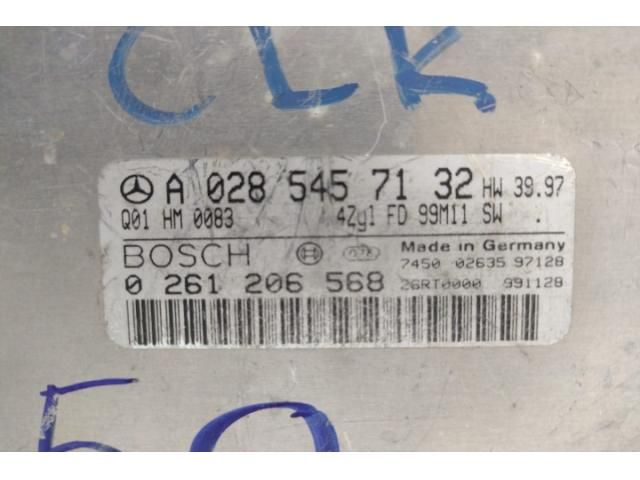 CLK
A 028 545 71 32 HW 39.97
Q01 HM 0083 4Zg1 FD 99M11 SW .
BOSCH Made in Germany
7450 02635 97128
0 261 206 568 26RT0000 991128
50